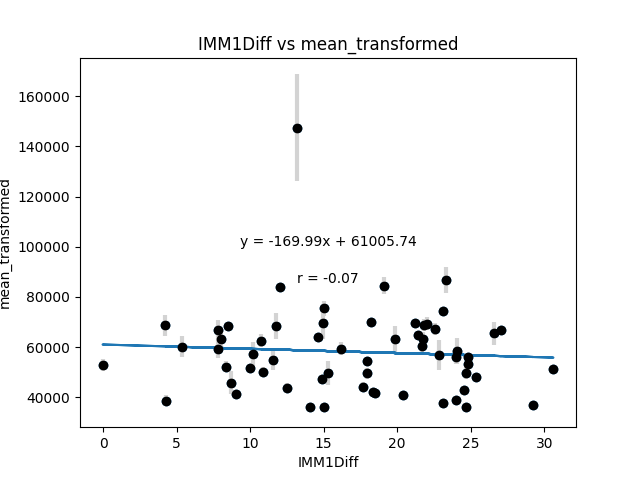 IMM1Diff vs mean_transformed
mean_transformed
160000
140000
120000
100000
80000
60000
40000
y = -169.99x + 61005.74
r = -0.07
0 5 10 15 20 25 30
IMM1Diff